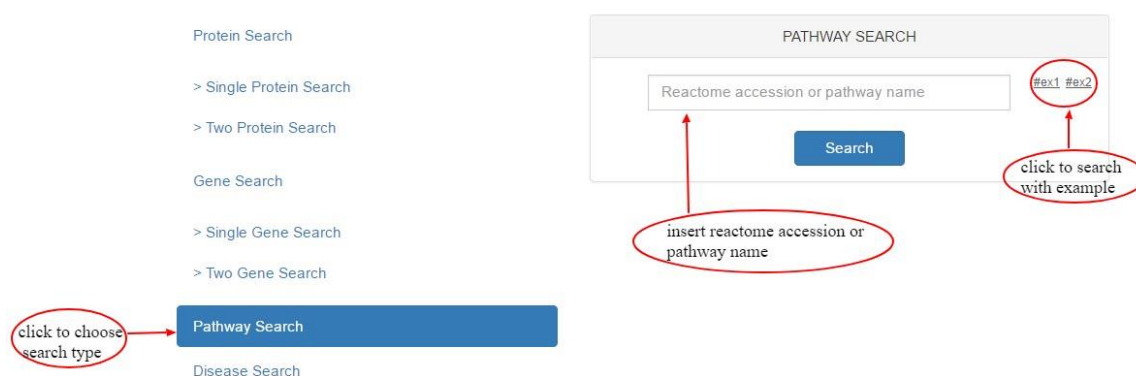 Protein Search
> Single Protein Search
> Two Protein Search
Gene Search
> Single Gene Search
> Two Gene Search
Pathway Search
Disease Search
click to choose
search type
PATHWAY SEARCH
Reactome accession or pathway name
#ex1 #ex2
Search
click to search
with example
insert reactome accession or
pathway name